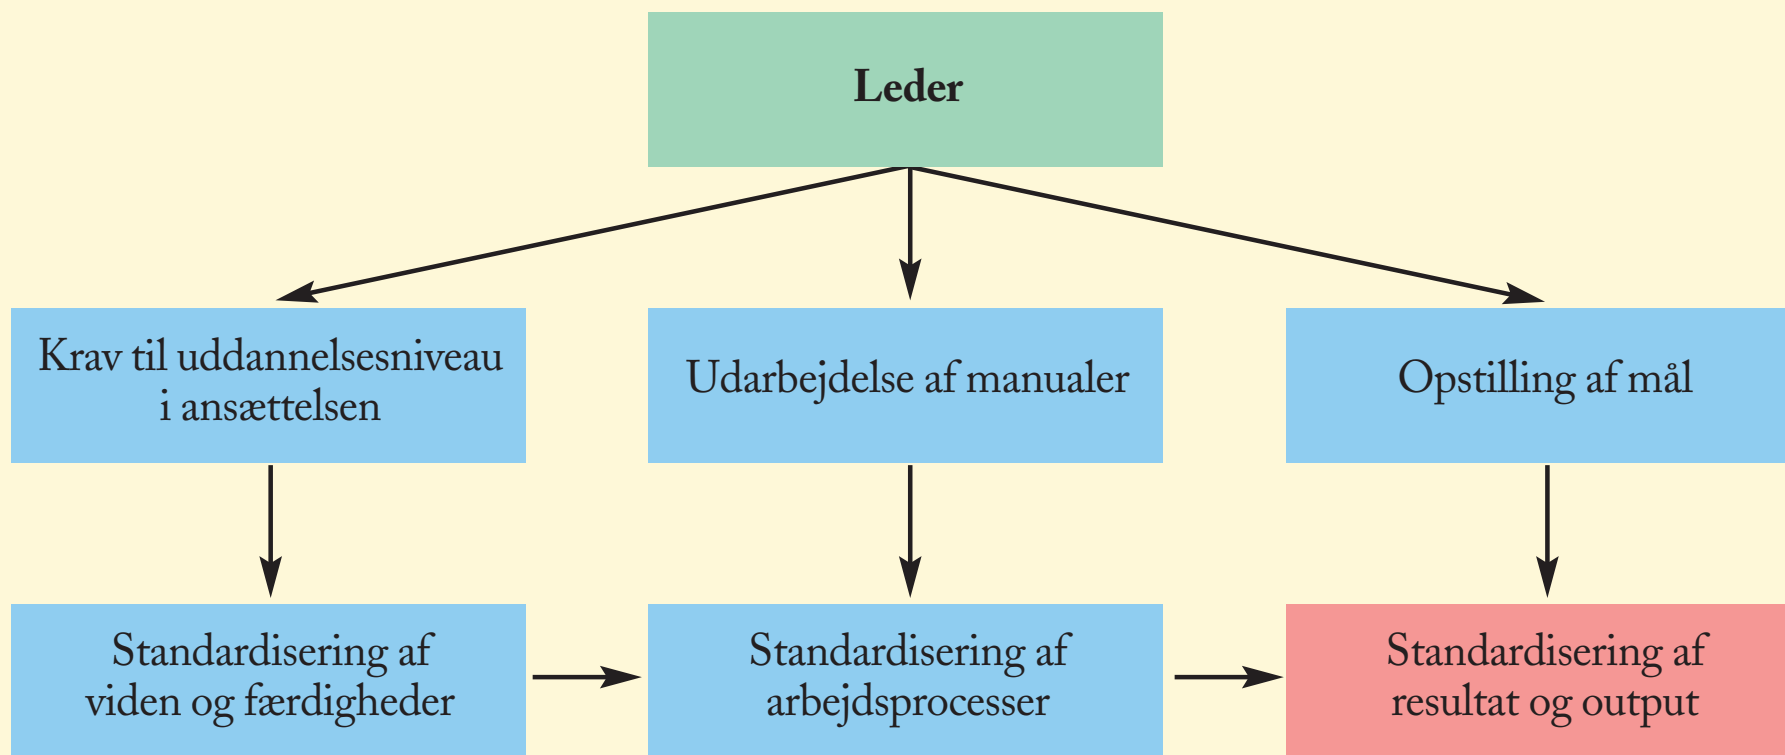 Leder
Krav til uddannelsesniveau
i ansættelsen
Udarbejdelse af manualer
Opstilling af mål
Standardisering af
viden og færdigheder
Standardisering af
arbejdsprocesser
Standardisering af
resultat og output